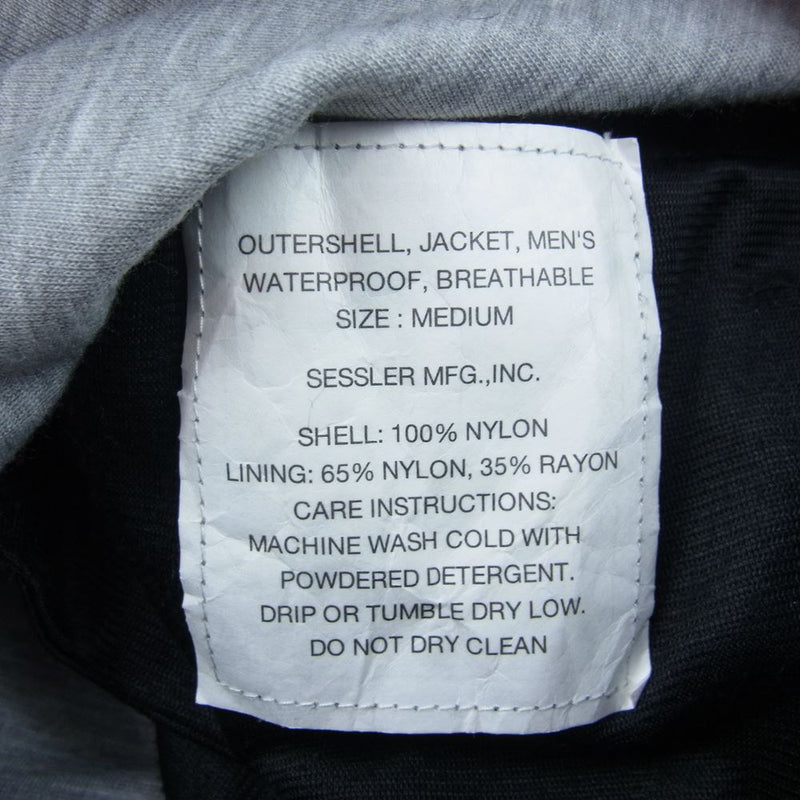 OUTERSHELL, JACKET, MEN'S
WATERPROOF, BREATHABLE
SIZE : MEDIUM
SESSLER MFG.,INC.
SHELL: 100% NYLON
LINING: 65% NYLON, 35% RAYON
CARE INSTRUCTIONS:
MACHINE WASH COLD WITH
POWDERED DETERGENT.
DRIP OR TUMBLE DRY LOW.
DO NOT DRY CLEAN